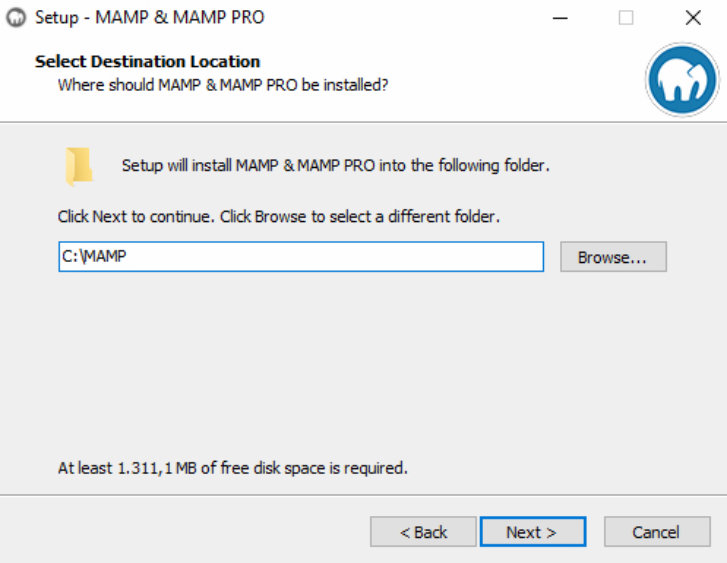 Setup - MAMP & MAMP PRO
Select Destination Location
Where should MAMP & MAMP PRO be installed?
Setup will install MAMP & MAMP PRO into the following folder.
Click Next to continue. Click Browse to select a different folder.
C:\MAMP
Browse...
At least 1.311,1 MB of free disk space is required.
< Back
Next >
Cancel